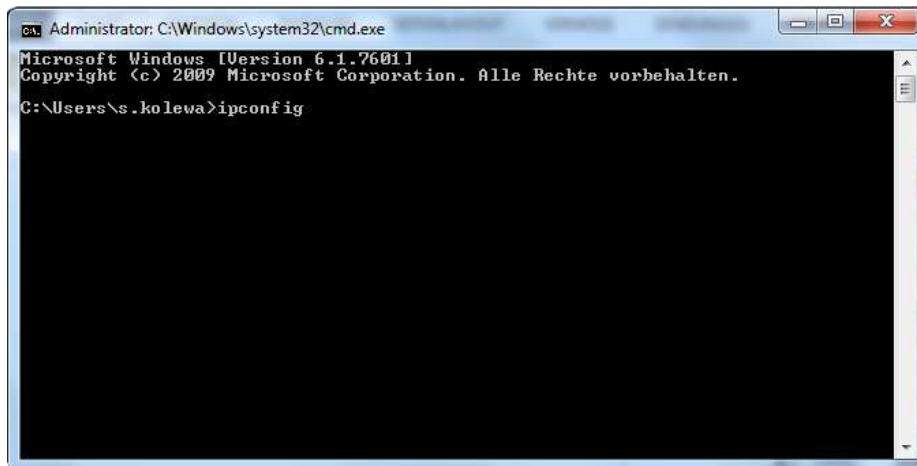 Administrator: C:\Windows\system32\cmd.exe
Microsoft Windows [Version 6.1.7601]
Copyright (c) 2009 Microsoft Corporation. Alle Rechte vorbehalten.
C:\Users\s.kolewa>ipconfig